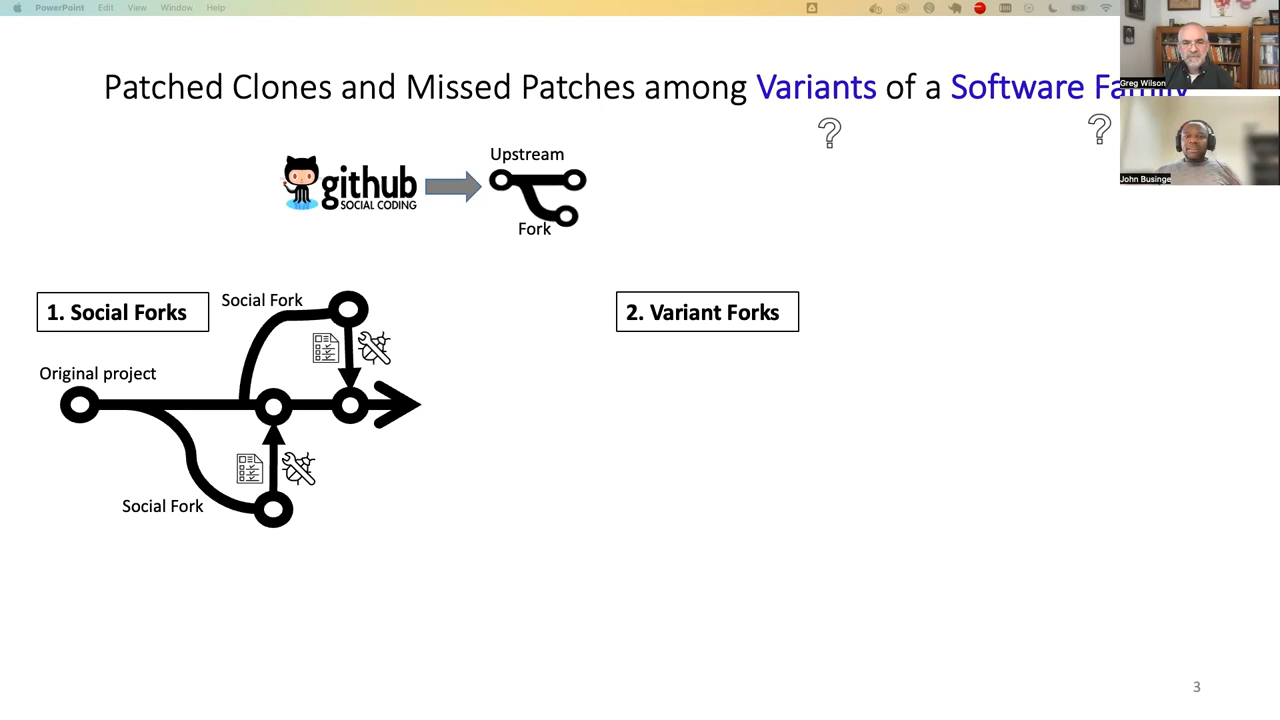 PowerPoint Edit View Window Help
Greg Wilson
Patched Clones and Missed Patches among Variants of a Software Family
? ?
John Businge
Upstream
github
SOCIAL CODING
Fork
1. Social Forks
Social Fork
2. Variant Forks
Original project
Social Fork
3